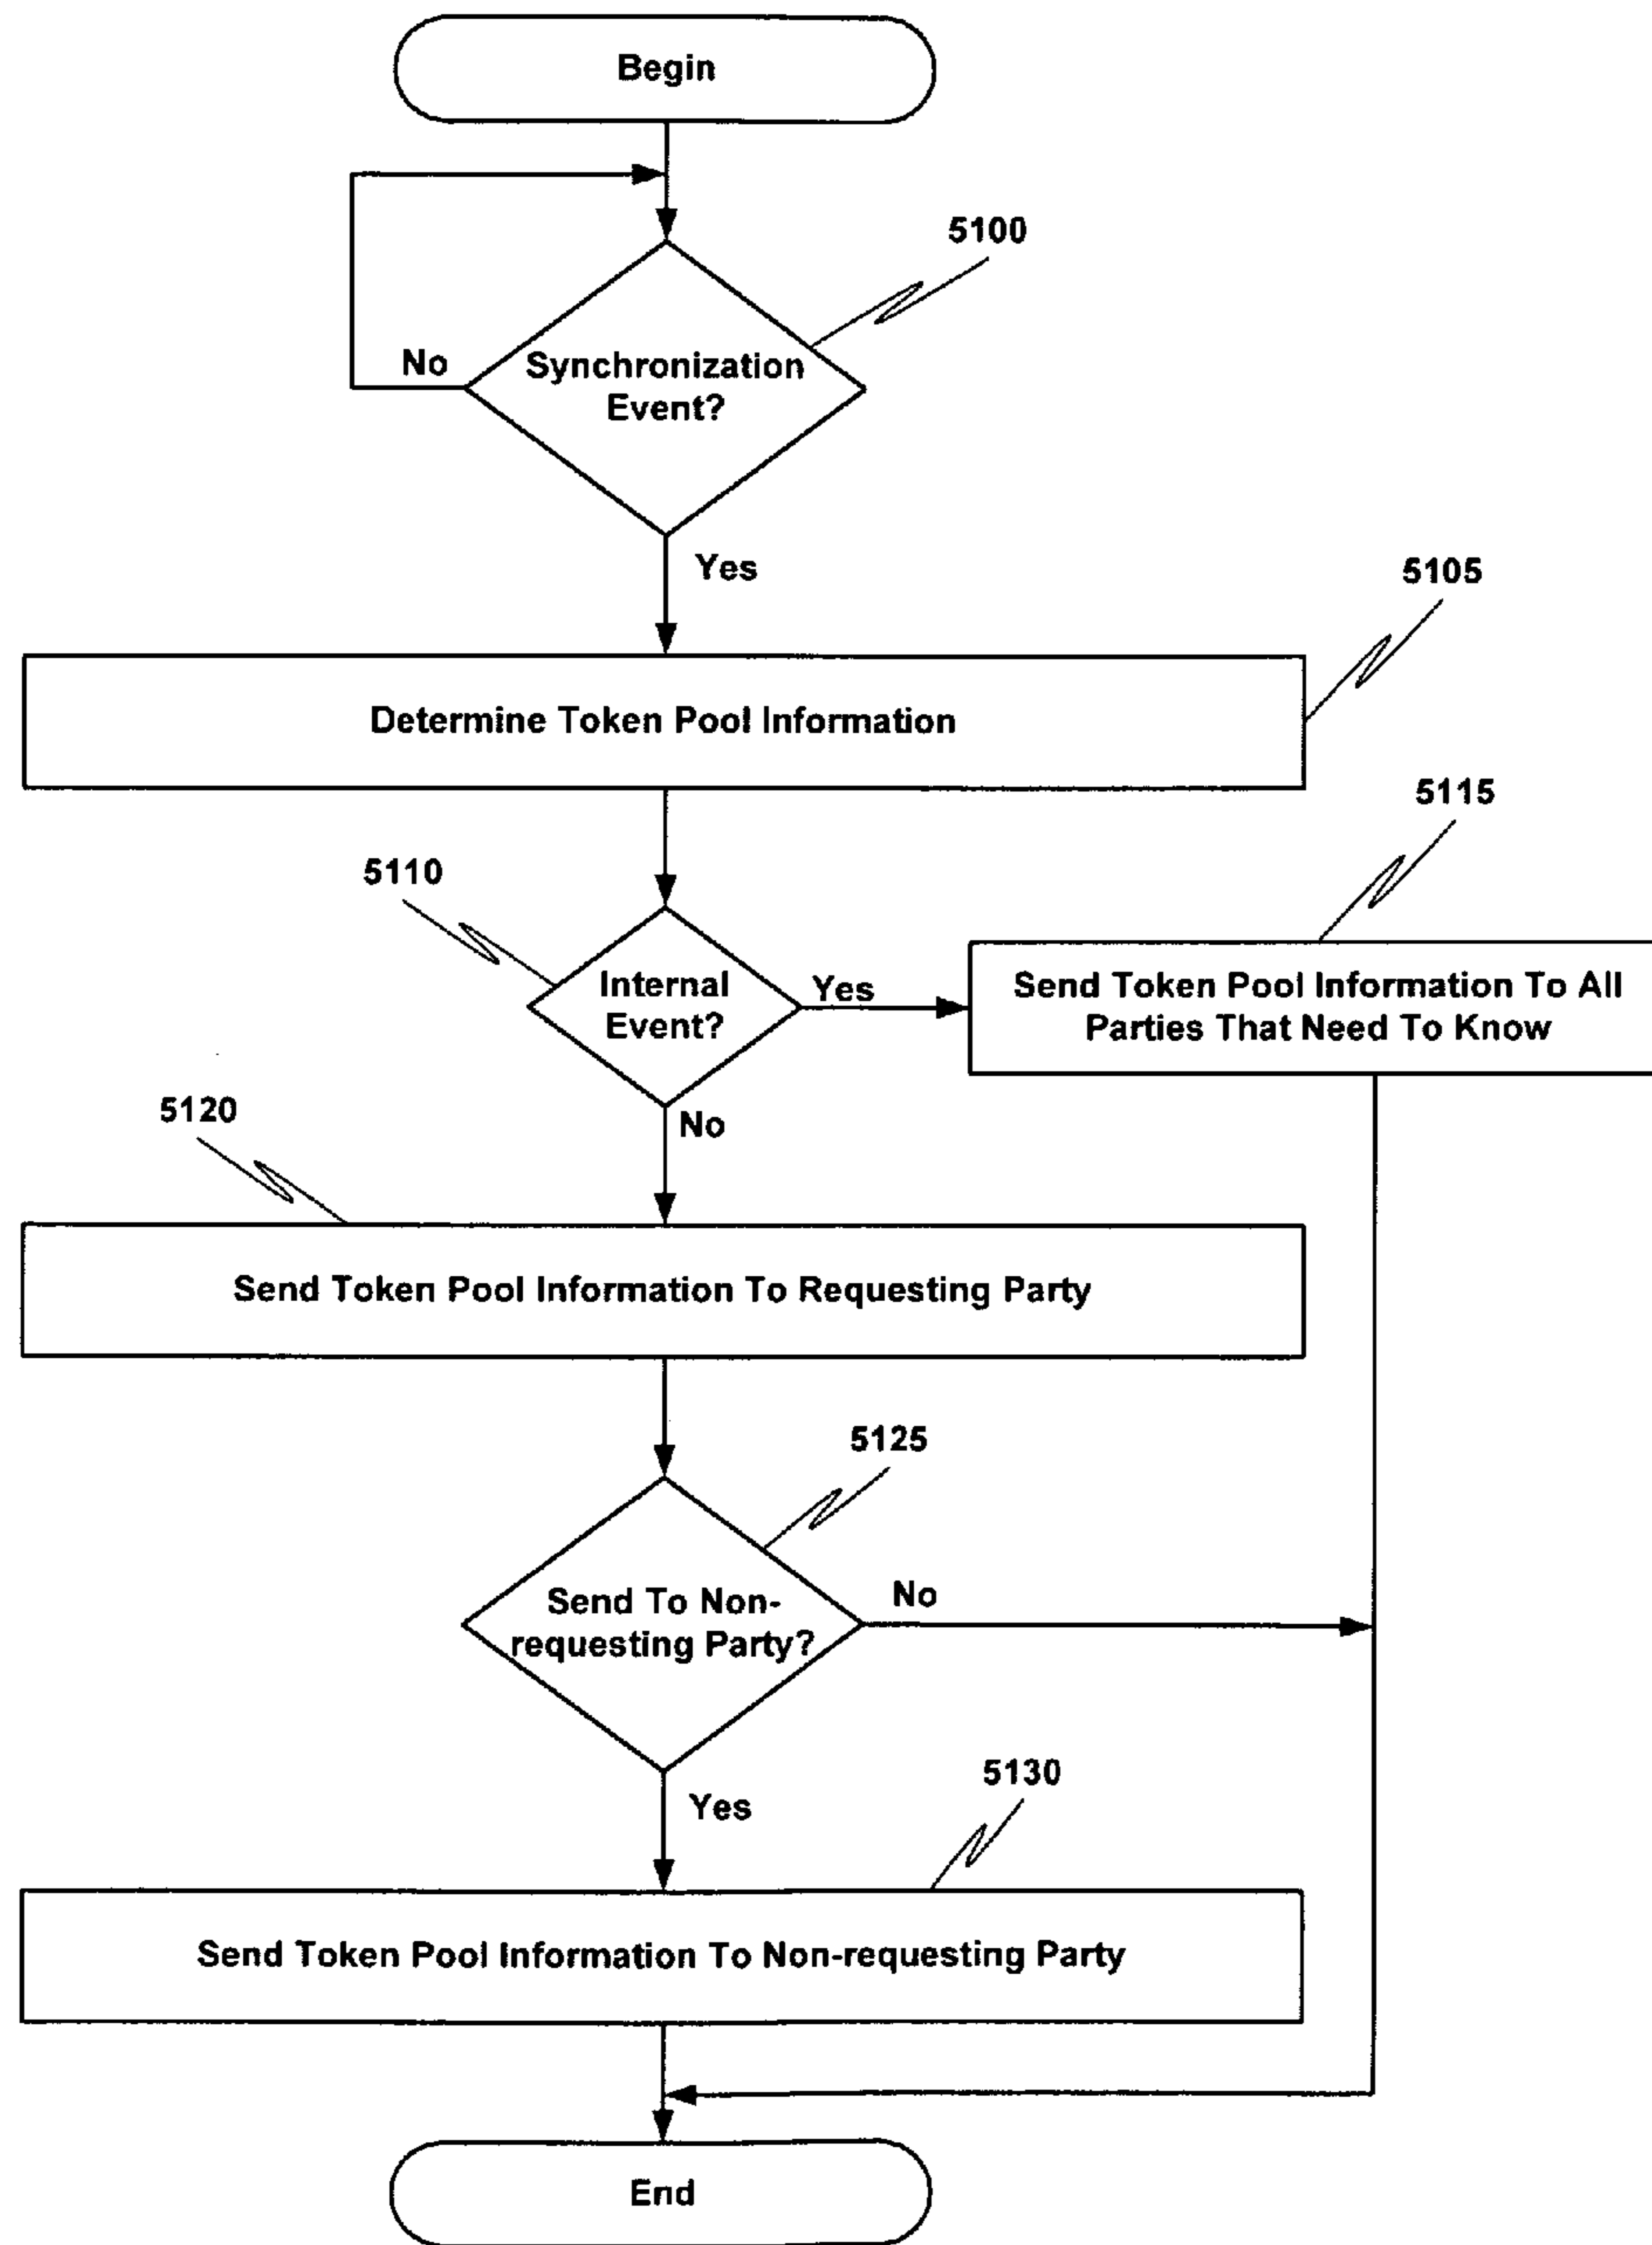 Begin
5100
No
Synchronization
Event?
Yes
5105
Determine Token Pool Information
5115
5110
Internal
Event?
Yes
Send Token Pool Information To All
Parties That Need To Know
No
5120
Send Token Pool Information To Requesting Party
5125
Send To Non-
requesting Party?
No
5130
Yes
Send Token Pool Information To Non-requesting Party
End